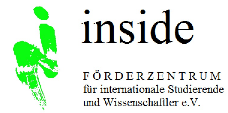 inside
FÖRDERZENTRUM
für internationale Studierende
und Wissenschaftler e.V.